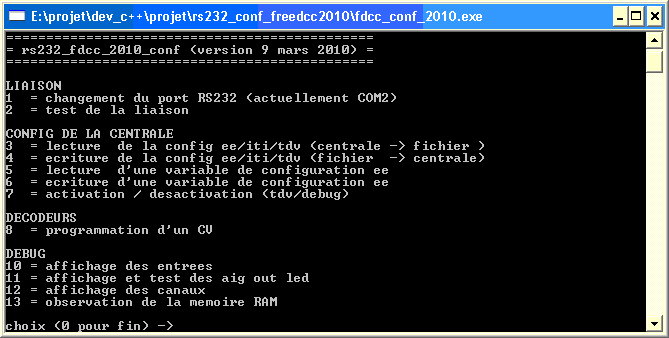 E:\projet\dev_c++\projet\rs232_conf_freedcc2010\fdcc_conf_2010.exe
===============================================
= rs232_fdcc_2010_conf (version 9 mars 2010) =
===============================================
LIAISON
1  = changement du port RS232 (actuellement COM2)
2  = test de la liaison
CONFIG DE LA CENTRALE
3  = lecture  de la config ee/iti/tdv (centrale -> fichier )
4  = ecriture de la config ee/iti/tdv (fichier  -> centrale)
5  = lecture  d'une variable de configuration ee
6  = ecriture d'une variable de configuration ee
7  = activation / desactivation (tdv/debug)
DECODEURS
8  = programmation d'un CV
DEBUG
10 = affichage des entrees
11 = affichage et test des aig out led
12 = affichage des canaux
13 = observation de la memoire RAM
choix (0 pour fin) ->